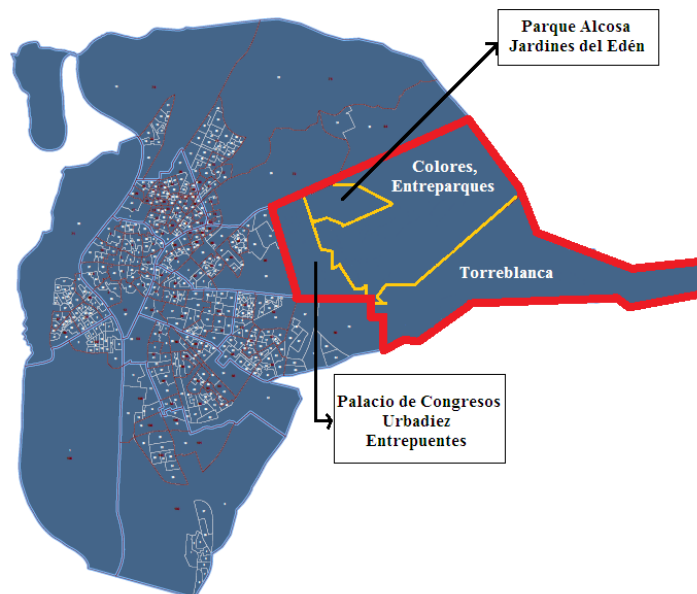 Parque Alcosa
Jardines del Edén
Colores,
Entreparques
Torreblanca
Palacio de Congresos
Urbadiez
Entrepuentes